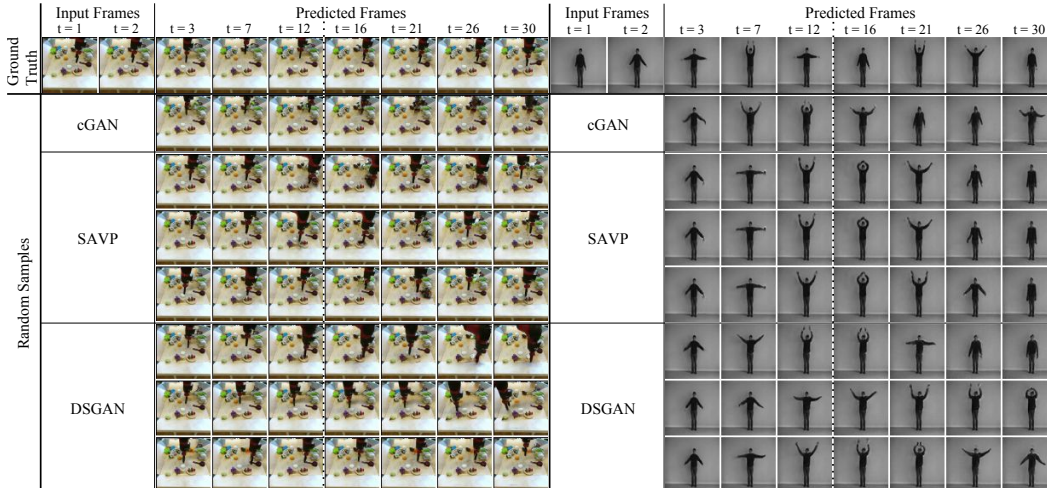 Input Frames Predicted Frames Input Frames Predicted Frames
t = 1 t = 2 t = 3 t = 7 t = 12 t = 16 t = 21 t = 26 t = 30 t = 1 t = 2 t = 3 t = 7 t = 12 t = 16 t = 21 t = 26 t = 30
Ground
Truth
Random Samples
cGAN cGAN
SAVP SAVP
DSGAN DSGAN